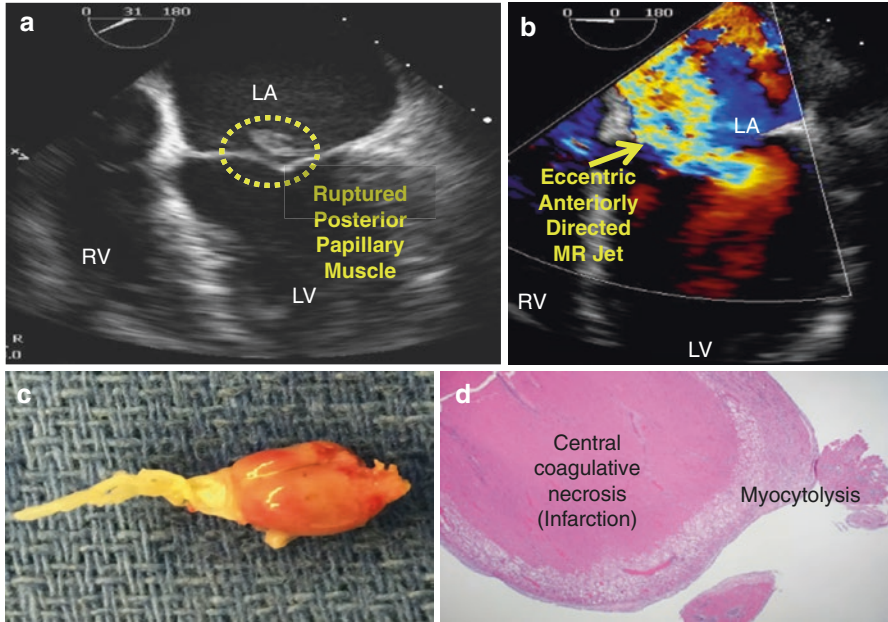 a
0 31 180
LA
Ruptured
Posterior
Papillary
Muscle
RV
LV
R
b
0 0 180
LA
Eccentric
Anteriorly
Directed
MR Jet
RV
LV
c
d
Central
coagulative
necrosis
(Infarction)
Myocytolysis